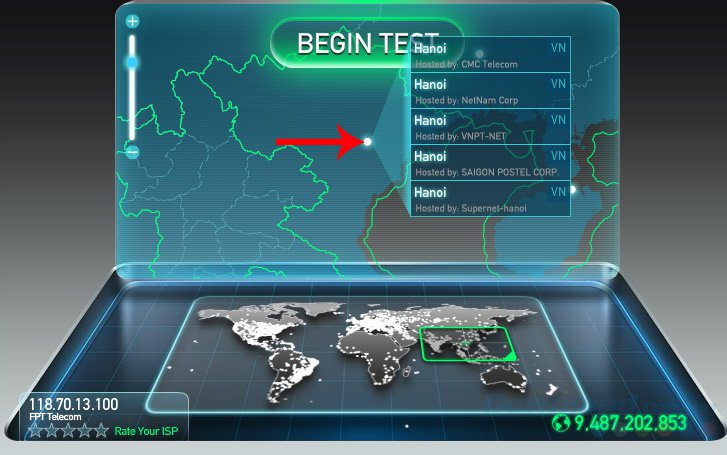 BEGIN TEST
Hanoi VN
Hosted by: CMC Telecom
Hanoi VN
Hosted by: NetNam Corp
Hanoi VN
Hosted by: VNPT-NET
Hanoi VN
Hosted by: SAIGON POSTEL CORP.
Hanoi VN
Hosted by: Supernet-hanoi
118.70.13.100
FPT Telecom
Rate Your ISP
9,487,202,853